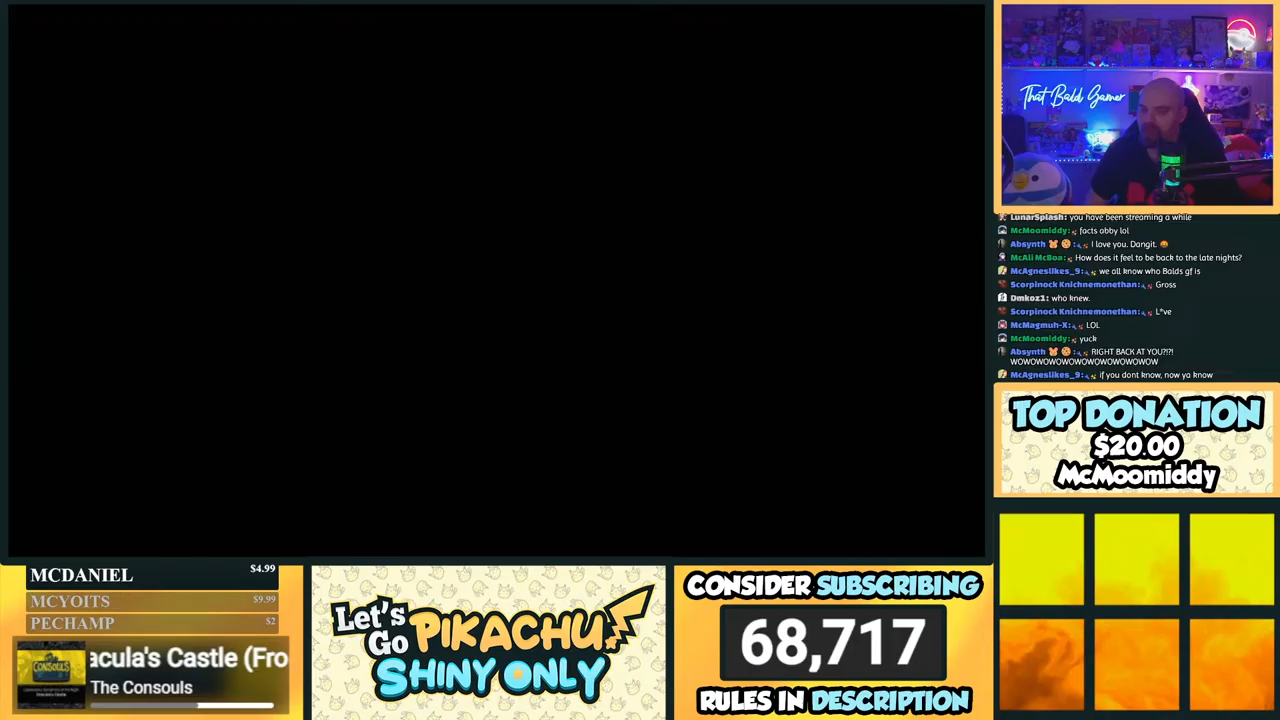 That Bald Gamer
LunarSplash: you have been streaming a while
McMoomiddy: facts abby lol
Absynth: I love you. Dangit.
McAli McBoa: How does it feel to be back to the late nights?
McAgneslikes_9: we all know who Balds gf is
Scorpinock Knichnemonethan: Gross
Dmkoz1: who knew.
Scorpinock Knichnemonethan: L*ve
McMagmuh-X: LOL
McMoomiddy: yuck
Absynth: RIGHT BACK AT YOU?!?!
WOWOWOWOWOWOWOWOWOWOWOW
McAgneslikes_9: if you dont know, now ya know
TOP DONATION
$20.00
McMoomiddy
MCDANIEL $4.99
MCYOITS $9.99
PECHAMP $2
CONSOULS
acula's Castle (Fro
The Consouls
Let's
Go PIKACHU
SHINY ONLY
CONSIDER SUBSCRIBING
68,717
RULES IN DESCRIPTION